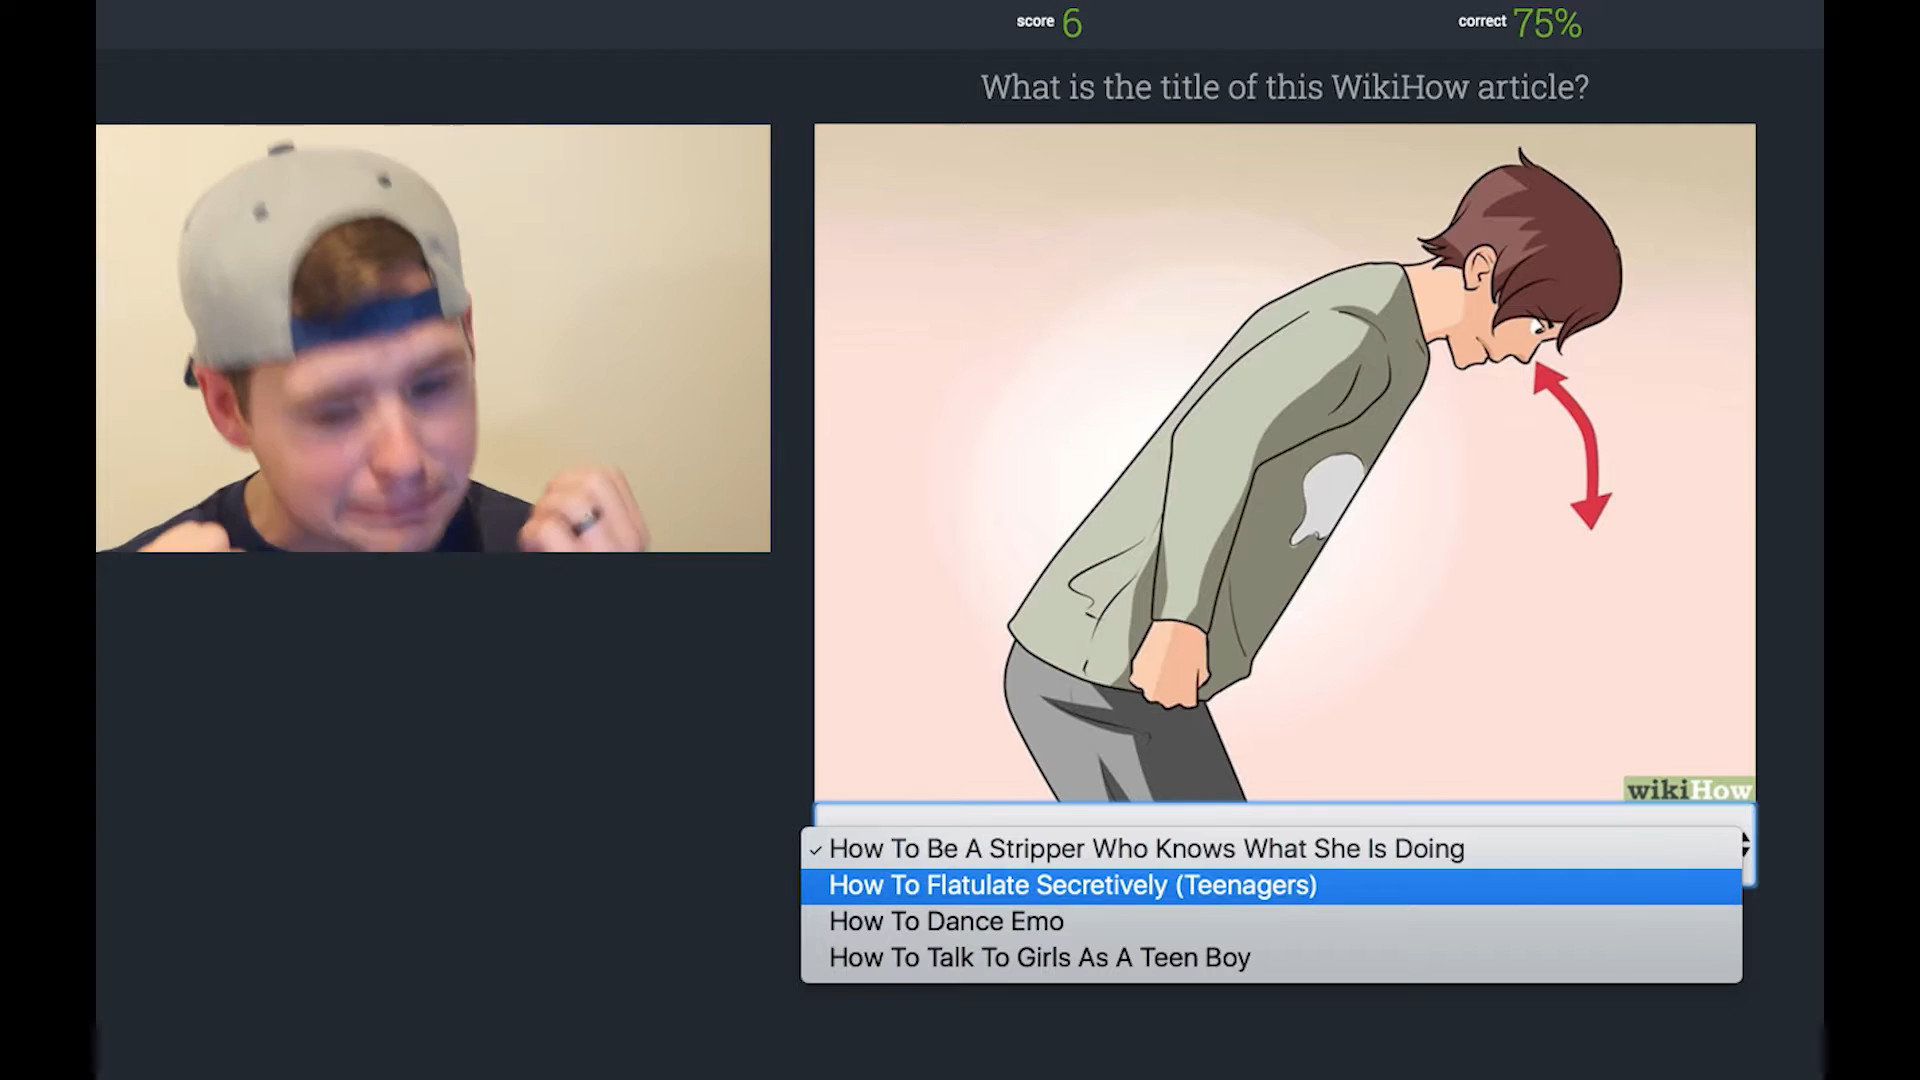 score 6
correct 75%
What is the title of this WikiHow article?
wikiHow
✓ How To Be A Stripper Who Knows What She Is Doing
How To Flatulate Secretively (Teenagers)
How To Dance Emo
How To Talk To Girls As A Teen Boy